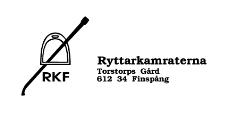 RKF
Ryttarkamraterna
Torstorps Gård
612 34 Finspång